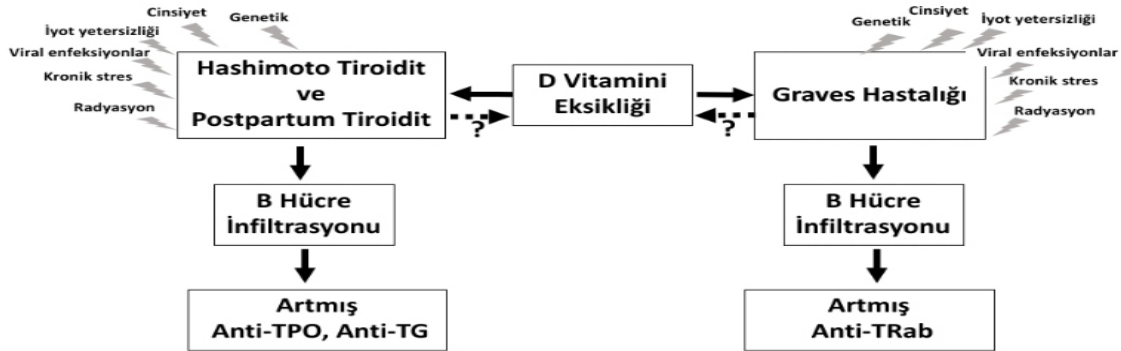 Cinsiyet
Genetik
İyot yetersizliği
Viral enfeksiyonlar
Kronik stres
Radyasyon
Hashimoto Tiroidit
ve
Postpartum Tiroidit
?
D Vitamini
Eksikliği
?
Genetik
Cinsiyet
İyot yetersizliği
Viral enfeksiyonlar
Kronik stres
Radyasyon
Graves Hastalığı
B Hücre
İnfiltrasyonu
B Hücre
İnfiltrasyonu
Artmış
Anti-TPO, Anti-TG
Artmış
Anti-TRab